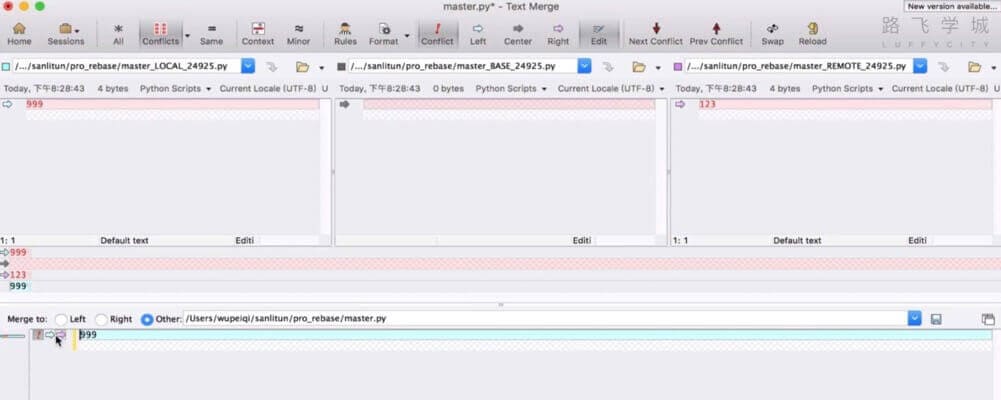 master.py* - Text Merge
New version available...
Home Sessions All Conflicts Same Context Minor Rules Format Conflict Left Center Right Edit Next Conflict Prev Conflict Swap Reload
路飞学城
LUFFYCITY
/.../sanlitun/pro_rebase/master_LOCAL_24925.py /.../sanlitun/pro_rebase/master_BASE_24925.py /.../sanlitun/pro_rebase/master_REMOTE_24925.py
Today, 下午8:28:43 4 bytes Python Scripts Current Locale (UTF-8) U Today, 下午8:28:43 0 bytes Python Scripts Current Locale (UTF-8) Today, 下午8:28:43 4 bytes Python Scripts Current Locale (UTF-8) U
999 123
1: 1 Default text Editi Editi 1: 1 Default text Editi
999
123
999
Merge to: Left Right Other: /Users/wupeiqi/sanlitun/pro_rebase/master.py
999